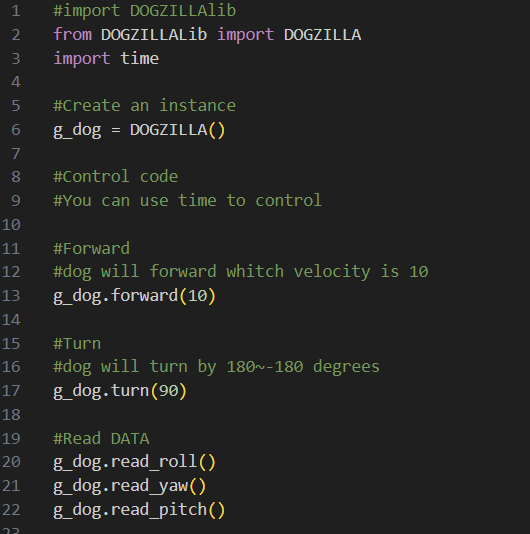 1 #import DOGZILLAlib
2 from DOGZILLALib import DOGZILLA
3 import time
4
5 #Create an instance
6 g_dog = DOGZILLA()
7
8 #Control code
9 #You can use time to control
10
11 #Forward
12 #dog will forward whitch velocity is 10
13 g_dog.forward(10)
14
15 #Turn
16 #dog will turn by 180~-180 degrees
17 g_dog.turn(90)
18
19 #Read DATA
20 g_dog.read_roll()
21 g_dog.read_yaw()
22 g_dog.read_pitch()